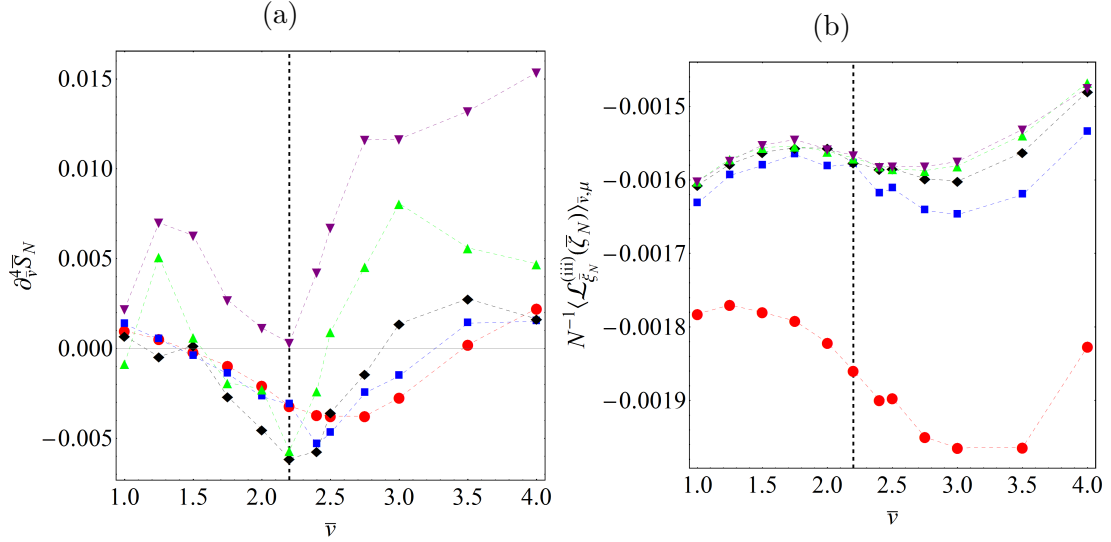 (a)
0.015
0.010
0.005
0.000
−0.005
1.0 1.5 2.0 2.5 3.0 3.5 4.0
v̄
∂⁴_v̄ S̄_N
(b)
−0.0015
−0.0016
−0.0017
−0.0018
−0.0019
1.0 1.5 2.0 2.5 3.0 3.5 4.0
v̄
N⁻¹⟨𝓛^(iii)_ξ̄_N(ζ̄_N)⟩_v̄,μ